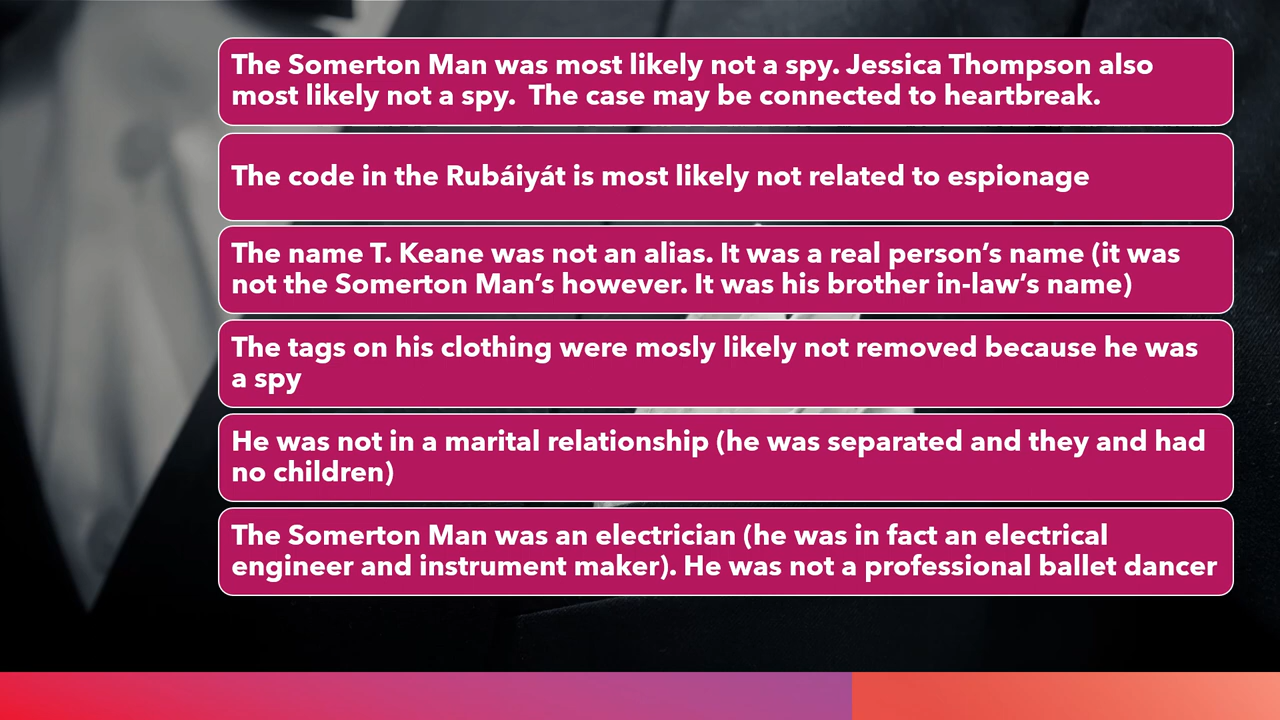 The Somerton Man was most likely not a spy. Jessica Thompson also
most likely not a spy.  The case may be connected to heartbreak.
The code in the Rubáiyát is most likely not related to espionage
The name T. Keane was not an alias. It was a real person’s name (it was
not the Somerton Man’s however. It was his brother in-law’s name)
The tags on his clothing were mosly likely not removed because he was
a spy
He was not in a marital relationship (he was separated and they and had
no children)
The Somerton Man was an electrician (he was in fact an electrical
engineer and instrument maker). He was not a professional ballet dancer